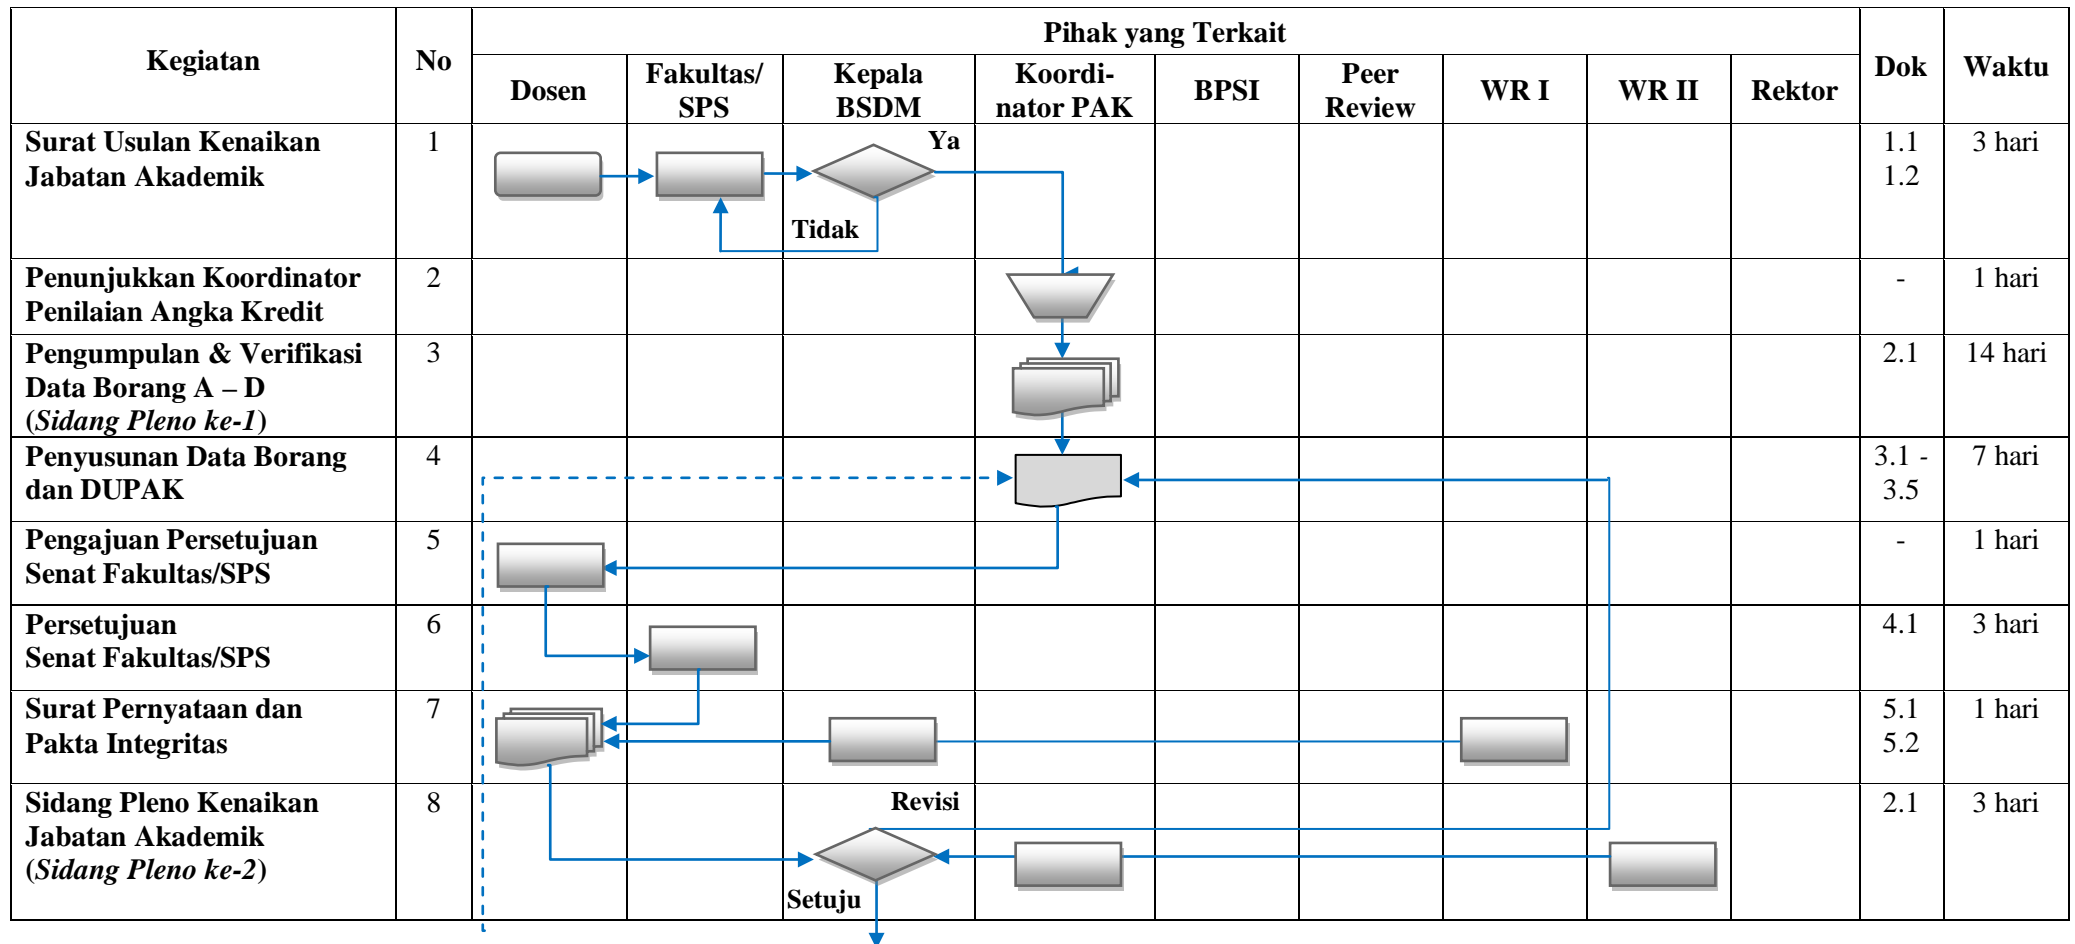 Kegiatan
No
Pihak yang Terkait
Dok
Waktu
Dosen
Fakultas/
SPS
Kepala
BSDM
Koordi-
nator PAK
BPSI
Peer
Review
WR I
WR II
Rektor
Surat Usulan Kenaikan
Jabatan Akademik
1
Ya
Tidak
1.1
1.2
3 hari
Penunjukkan Koordinator
Penilaian Angka Kredit
2
-
1 hari
Pengumpulan & Verifikasi
Data Borang A – D
(Sidang Pleno ke-1)
3
2.1
14 hari
Penyusunan Data Borang
dan DUPAK
4
3.1 -
3.5
7 hari
Pengajuan Persetujuan
Senat Fakultas/SPS
5
-
1 hari
Persetujuan
Senat Fakultas/SPS
6
4.1
3 hari
Surat Pernyataan dan
Pakta Integritas
7
5.1
5.2
1 hari
Sidang Pleno Kenaikan
Jabatan Akademik
(Sidang Pleno ke-2)
8
Revisi
Setuju
2.1
3 hari